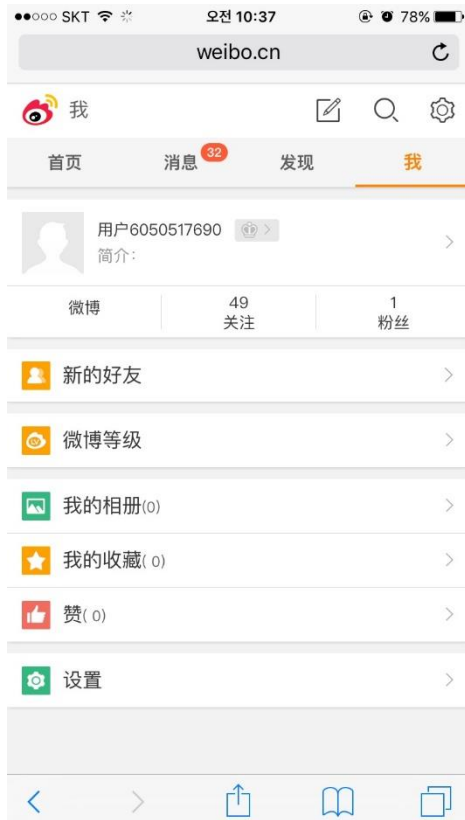 SKT 오전 10:37 78%
weibo.cn
我
首页 消息 32 发现 我
用户6050517690
简介：
微博 49 1
关注 粉丝
新的好友
微博等级
我的相册(0)
我的收藏( 0)
赞( 0)
设置